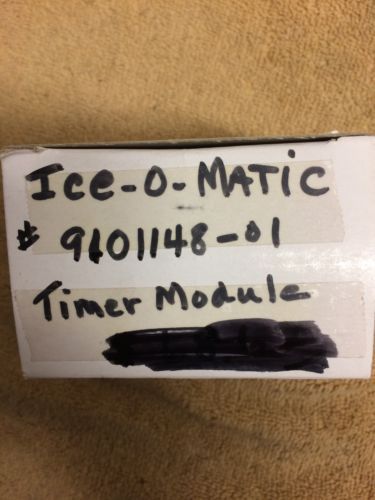 Ice-O-Matic
# 9101148-01
Timer Module